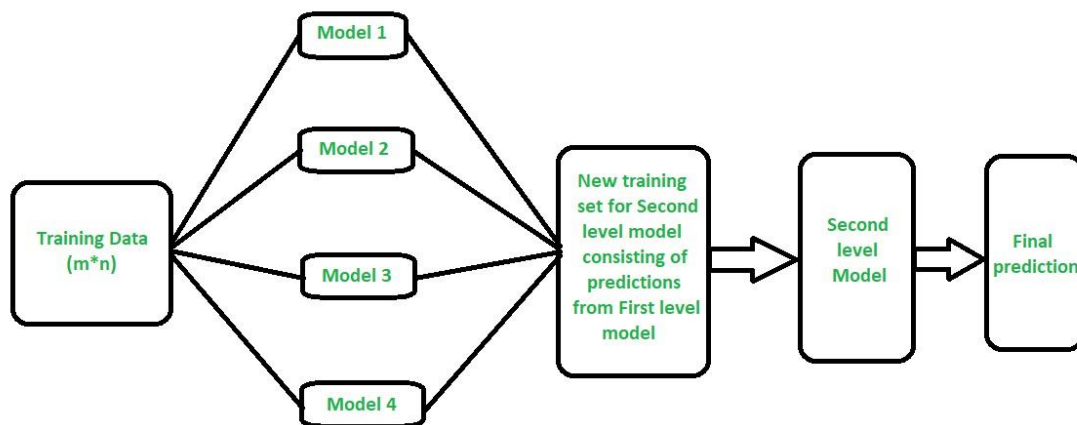 Model 1
Model 2
Training Data
(m*n)
Model 3
Model 4
New training
set for Second
level model
consisting of
predictions
from First level
model
Second
level
Model
Final
prediction